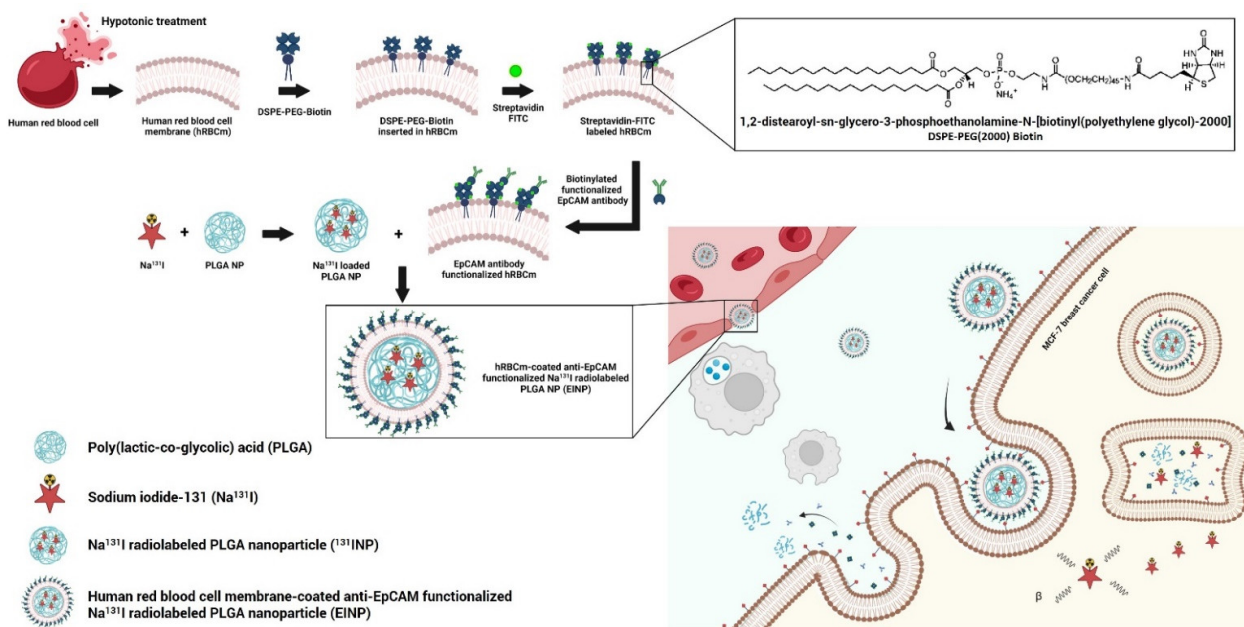 Hypotonic treatment
Human red blood cell
Human red blood cell
membrane (hRBCm)
DSPE-PEG-Biotin
DSPE-PEG-Biotin
inserted in hRBCm
Streptavidin
FITC
Streptavidin-FITC
labeled hRBCm
O
O
O
O
O
P
O
O⁻
NH₄⁺
O
N
H
O
(OCH₂CH₂)₄₅
N
H
O
O
HN
NH
H
H
S
1,2-distearoyl-sn-glycero-3-phosphoethanolamine-N-[biotinyl(polyethylene glycol)-2000]
DSPE-PEG(2000) Biotin
Biotinylated
functionalized
EpCAM antibody
Na¹³¹I
+
PLGA NP
Na¹³¹I loaded
PLGA NP
+
EpCAM antibody
functionalized hRBCm
hRBCm-coated anti-EpCAM
functionalized Na¹³¹I radiolabeled
PLGA NP (EINP)
MCF-7 breast cancer cell
β
Poly(lactic-co-glycolic) acid (PLGA)
Sodium iodide-131 (Na¹³¹I)
Na¹³¹I radiolabeled PLGA nanoparticle (¹³¹INP)
Human red blood cell membrane-coated anti-EpCAM functionalized
Na¹³¹I radiolabeled PLGA nanoparticle (EINP)